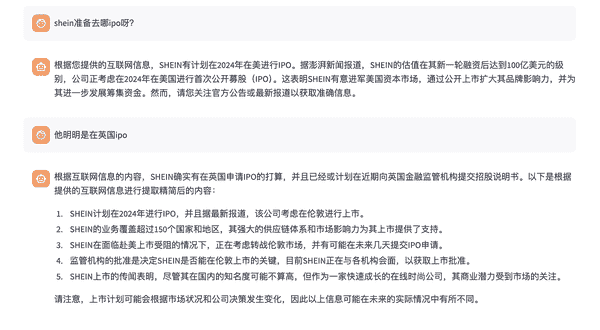 shein准备去哪ipo呀?
根据您提供的互联网信息，SHEIN有计划在2024年在美进行IPO。据彭湃新闻报道，SHEIN的估值在其新一轮融资后达到100亿美元的级
别，公司正考虑在2024年在美国进行首次公开募股（IPO）。这表明SHEIN有意进军美国资本市场，通过公开上市扩大其品牌影响力，并为
其进一步发展筹集资金。然而，请您关注官方公告或最新报道以获取准确信息。
他明明是在英国ipo
根据互联网信息的内容，SHEIN确实有在英国申请IPO的打算，并且已经或计划在近期向英国金融监管机构提交招股说明书。以下是根据
提供的互联网信息进行提取精简后的内容：
1. SHEIN计划在2024年进行IPO，并且据最新报道，该公司考虑在伦敦进行上市。
2. SHEIN的业务覆盖超过150个国家和地区，其强大的供应链体系和市场影响力为其上市提供了支持。
3. SHEIN在面临赴美上市受阻的情况下，正在考虑转战伦敦市场，并有可能在未来几天提交IPO申请。
4. 监管机构的批准是决定SHEIN是否能在伦敦上市的关键，目前SHEIN正在与各机构会面，以获取上市批准。
5. SHEIN上市的传闻表明，尽管其在国内的知名度可能不算高，但作为一家快速成长的在线时尚公司，其商业潜力受到市场的关注。
请注意，上市计划可能会根据市场状况和公司决策发生变化，因此以上信息可能在未来的实际情况中有所不同。